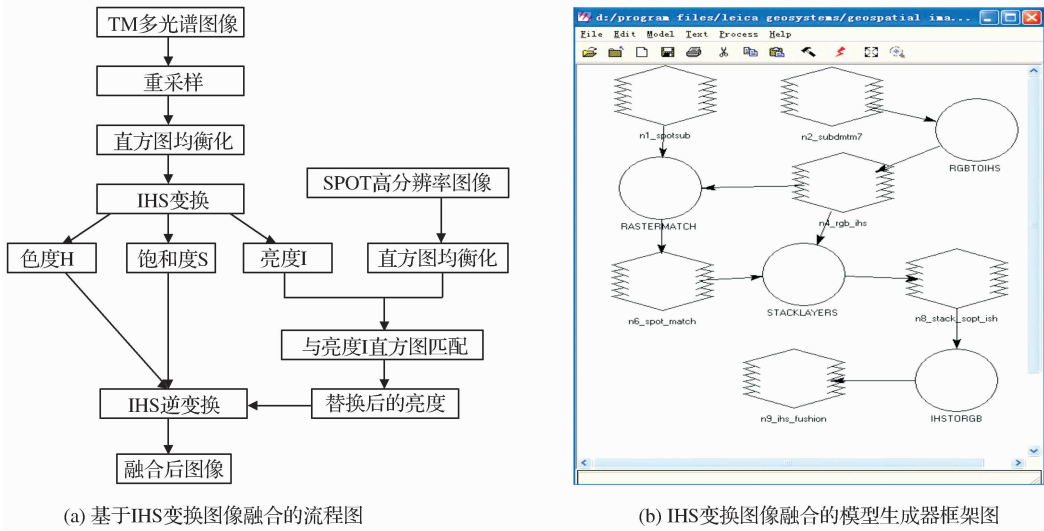 TM多光谱图像
重采样
直方图均衡化
IHS变换
SPOT高分辨率图像
色度H
饱和度S
亮度I
直方图均衡化
与亮度I直方图匹配
IHS逆变换
替换后的亮度
融合后图像
(a) 基于IHS变换图像融合的流程图
d:/program files/leica geosystems/geospatial ima...
File Edit Model Text Process Help
n1_spotsub
n2_subdmtm7
RGBTOIHS
RASTERMATCH
n4_rgb_ihs
n6_spot_match
STACKLAYERS
n8_stack_sopt_ish
n9_ihs_fushion
IHSTORGB
(b) IHS变换图像融合的模型生成器框架图